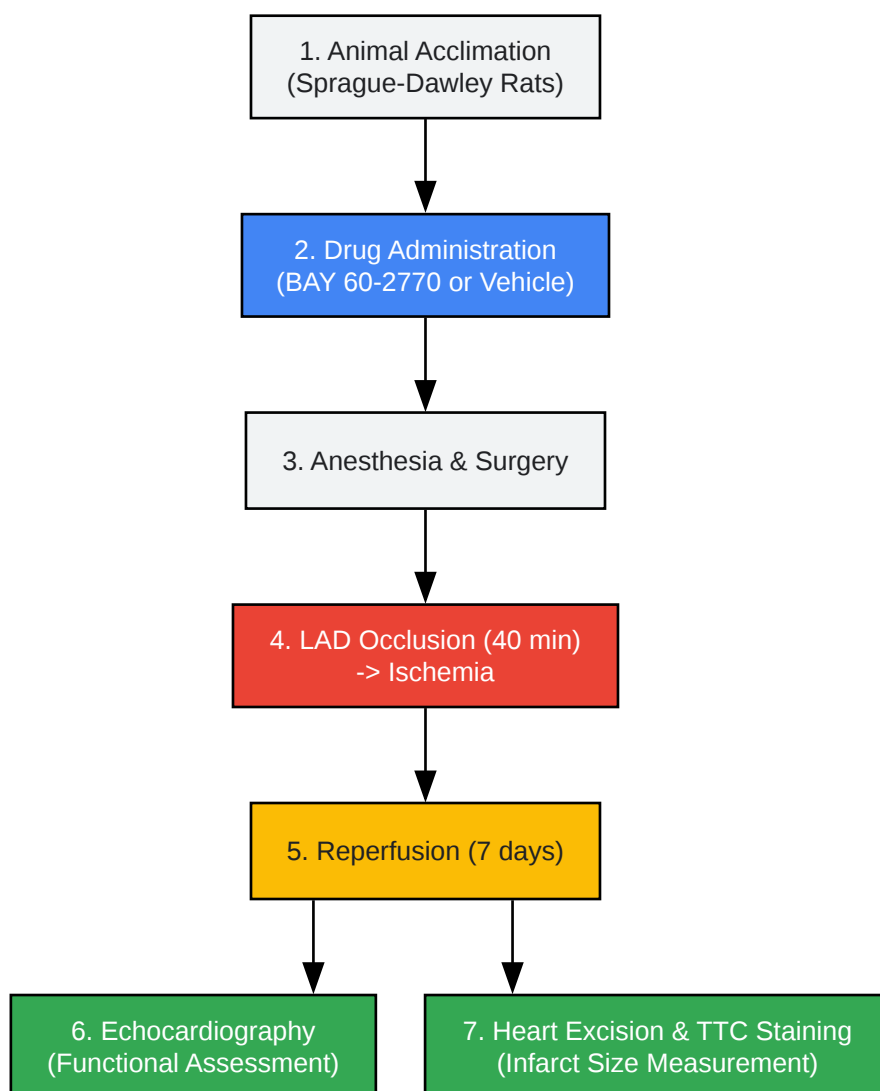 1. Animal Acclimation
(Sprague-Dawley Rats)
2. Drug Administration
(BAY 60-2770 or Vehicle)
3. Anesthesia & Surgery
4. LAD Occlusion (40 min)
-> Ischemia
5. Reperfusion (7 days)
6. Echocardiography
(Functional Assessment)
7. Heart Excision & TTC Staining
(Infarct Size Measurement)